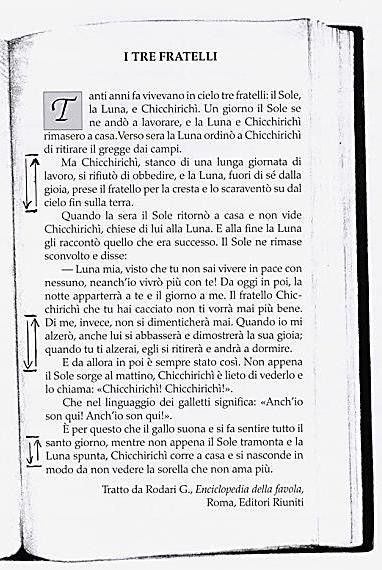 I TRE FRATELLI
Tanti anni fa vivevano in cielo tre fratelli: il Sole,
la Luna, e Chicchirichì. Un giorno il Sole se
ne andò a lavorare, e la Luna e Chicchirichì
rimasero a casa.Verso sera la Luna ordinò a Chicchirichì
di ritirare il gregge dai campi.
Ma Chicchirichì, stanco di una lunga giornata di
lavoro, si rifiutò di obbedire, e la Luna, fuori di sé dalla
gioia, prese il fratello per la cresta e lo scaraventò su dal
cielo fin sulla terra.
Quando la sera il Sole ritornò a casa e non vide
Chicchirichì, chiese di lui alla Luna. E alla fine la Luna
gli raccontò quello che era successo. Il Sole ne rimase
sconvolto e disse:
— Luna mia, visto che tu non sai vivere in pace con
nessuno, neanch'io vivrò più con te! Da oggi in poi, la
notte apparterrà a te e il giorno a me. Il fratello Chic-
chirichì che tu hai cacciato non ti vorrà mai più bene.
Di me, invece, non si dimenticherà mai. Quando io mi
alzerò, anche lui si abbasserà e dimostrerà la sua gioia;
quando tu ti alzerai, egli si ritirerà e andrà a dormire.
E da allora in poi è sempre stato così. Non appena
il Sole sorge al mattino, Chicchirichì è lieto di vederlo e
lo chiama: «Chicchirichì! Chicchirichì!».
Che nel linguaggio dei galletti significa: «Anch'io
son qui! Anch'io son qui!».
È per questo che il gallo suona e si fa sentire tutto il
santo giorno, mentre non appena il Sole tramonta e la
Luna spunta, Chicchirichì corre a casa e si nasconde in
modo da non vedere la sorella che non ama più.
Tratto da Rodari G., Enciclopedia della favola,
Roma, Editori Riuniti